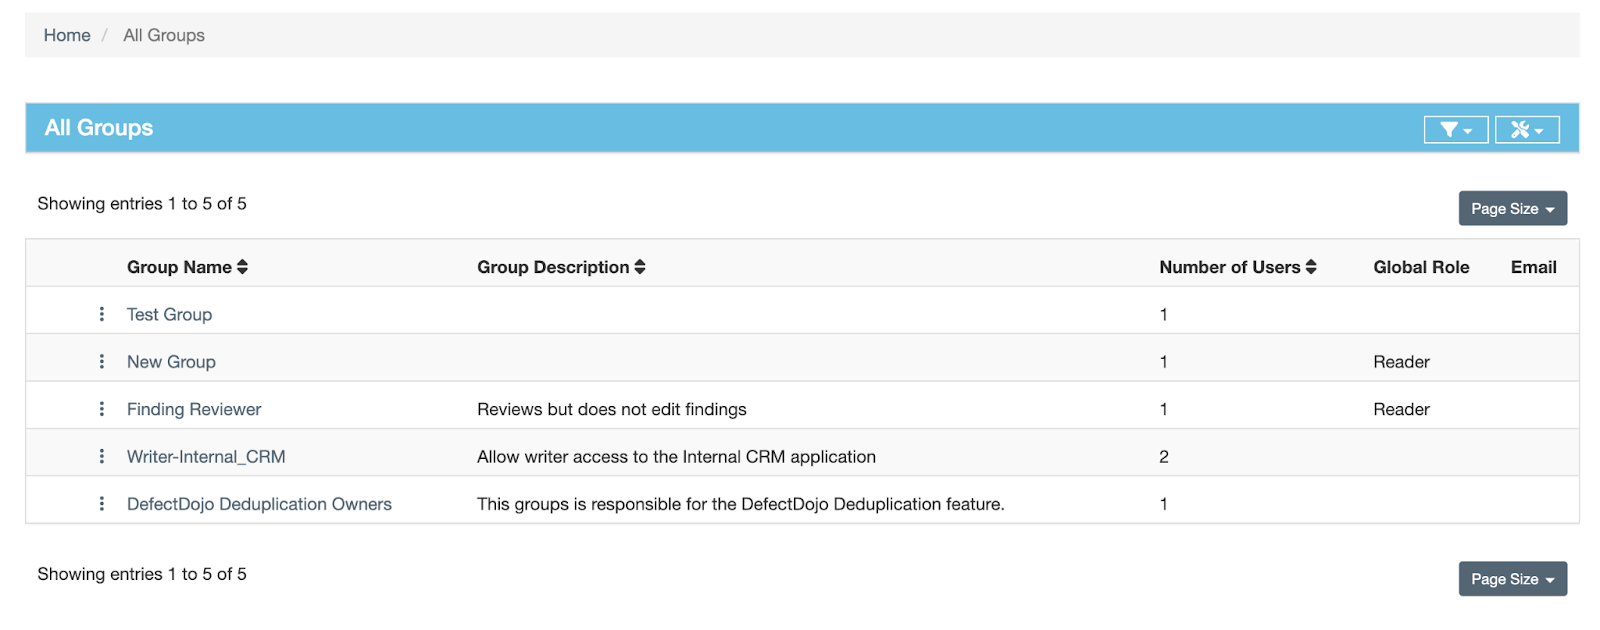 Home / All Groups
All Groups
Showing entries 1 to 5 of 5
Page Size
Group Name Group Description Number of Users Global Role Email
Test Group 1
New Group 1 Reader
Finding Reviewer Reviews but does not edit findings 1 Reader
Writer-Internal_CRM Allow writer access to the Internal CRM application 2
DefectDojo Deduplication Owners This groups is responsible for the DefectDojo Deduplication feature. 1
Showing entries 1 to 5 of 5
Page Size